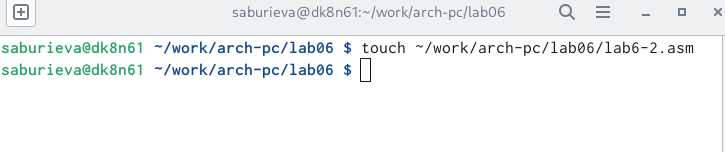 saburieva@dk8n61:~/work/arch-pc/lab06
saburieva@dk8n61 ~/work/arch-pc/lab06 $ touch ~/work/arch-pc/lab06/lab6-2.asm
saburieva@dk8n61 ~/work/arch-pc/lab06 $